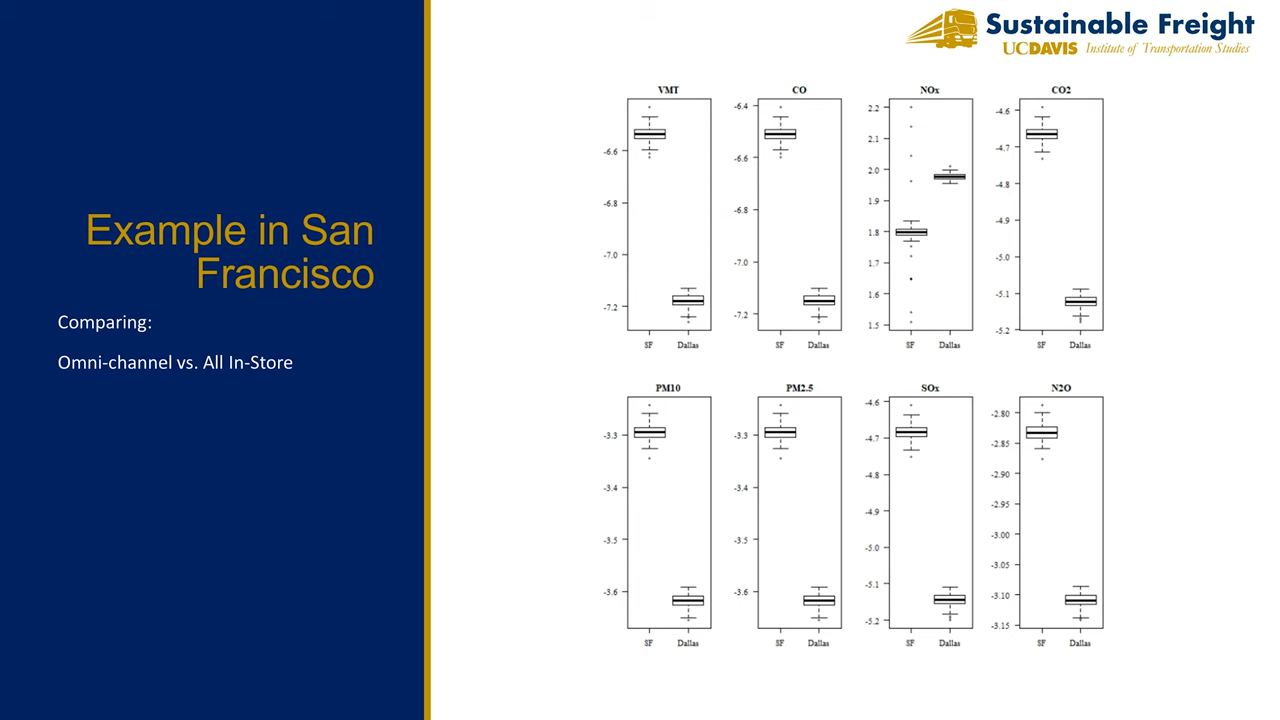 Sustainable Freight
UCDAVIS Institute of Transportation Studies
Example in San
Francisco
Comparing:
Omni-channel vs. All In-Store
VMT
-6.6
-6.8
-7.0
-7.2
SF Dallas
CO
-6.4
-6.6
-6.8
-7.0
-7.2
SF Dallas
NOx
2.2
2.1
2.0
1.9
1.8
1.7
1.6
1.5
SF Dallas
CO2
-4.6
-4.7
-4.8
-4.9
-5.0
-5.1
-5.2
SF Dallas
PM10
-3.3
-3.4
-3.5
-3.6
SF Dallas
PM2.5
-3.3
-3.4
-3.5
-3.6
SF Dallas
SOx
-4.6
-4.7
-4.8
-4.9
-5.0
-5.1
-5.2
SF Dallas
N2O
-2.80
-2.85
-2.90
-2.95
-3.00
-3.05
-3.10
-3.15
SF Dallas